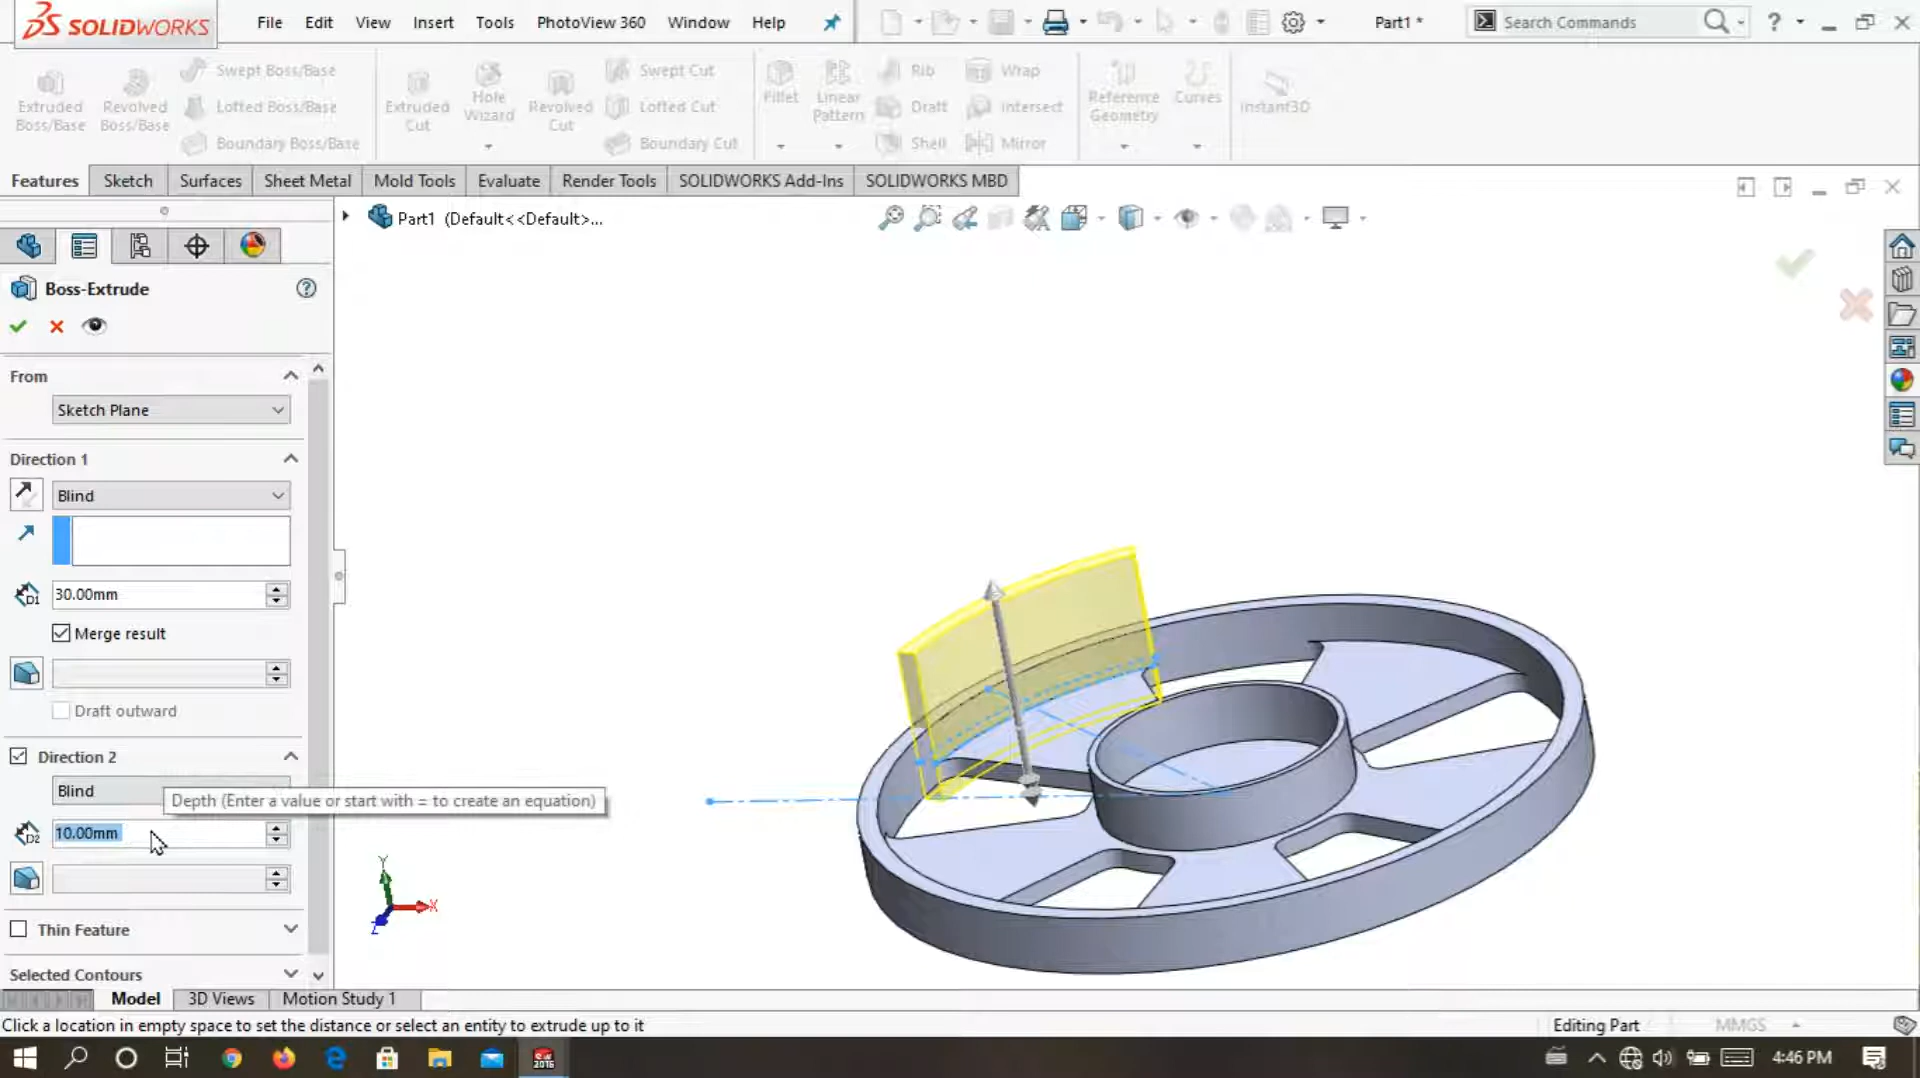 SOLIDWORKS
File Edit View Insert Tools PhotoView 360 Window Help
Part1 *
Search Commands
?
Extruded Boss/Base
Revolved Boss/Base
Swept Boss/Base
Lofted Boss/Base
Boundary Boss/Base
Extruded Cut
Hole Wizard
Revolved Cut
Swept Cut
Lofted Cut
Boundary Cut
Fillet
Linear Pattern
Rib
Draft
Shell
Wrap
Intersect
Mirror
Reference Geometry
Curves
Instant3D
Features Sketch Surfaces Sheet Metal Mold Tools Evaluate Render Tools SOLIDWORKS Add-Ins SOLIDWORKS MBD
Part1 (Default<<Default>...
Boss-Extrude
?
From
Sketch Plane
Direction 1
Blind
D1
30.00mm
Merge result
Draft outward
Direction 2
Blind
Depth (Enter a value or start with = to create an equation)
D2
10.00mm
Thin Feature
Selected Contours
Y
X
Z
Model 3D Views Motion Study 1
Click a location in empty space to set the distance or select an entity to extrude up to it
Editing Part
MMGS
SW
2016
4:46 PM